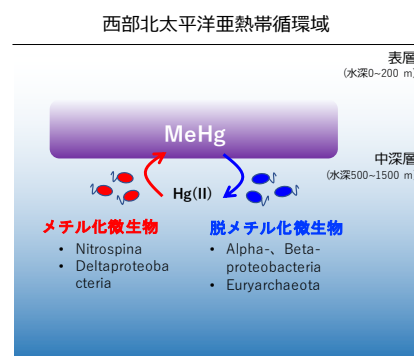 西部北太平洋亜熱帯循環域
表層
(水深0~200 m)
MeHg
中深層
(水深500~1500 m
Hg(II)
メチル化微生物
• Nitrospina
• Deltaproteoba
cteria
脱メチル化微生物
• Alpha-、Beta-
proteobacteria
• Euryarchaeota